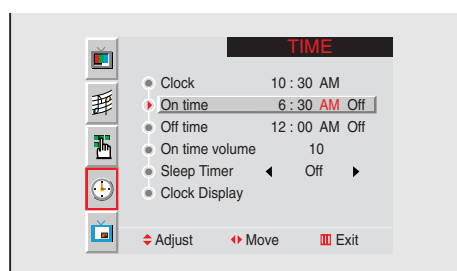 TIME
Clock 10 : 30 AM
On time 6 : 30 AM Off
Off time 12 : 00 AM Off
On time volume 10
Sleep Timer Off
Clock Display
Adjust Move Exit